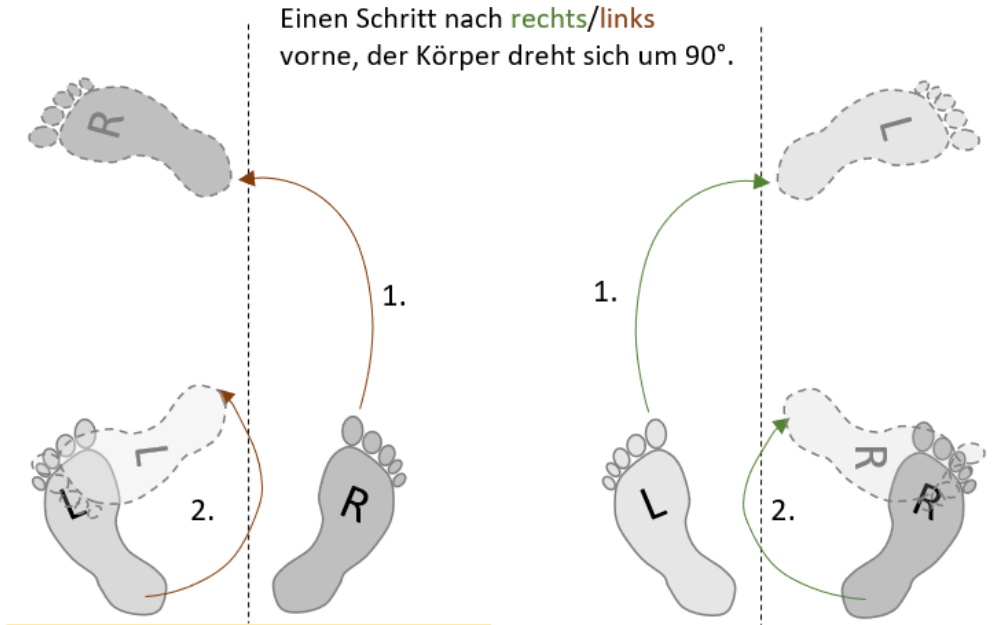 Einen Schritt nach rechts/links
vorne, der Körper dreht sich um 90°.
R
L
1.
1.
L
R
L
2.
R
L
2.
R